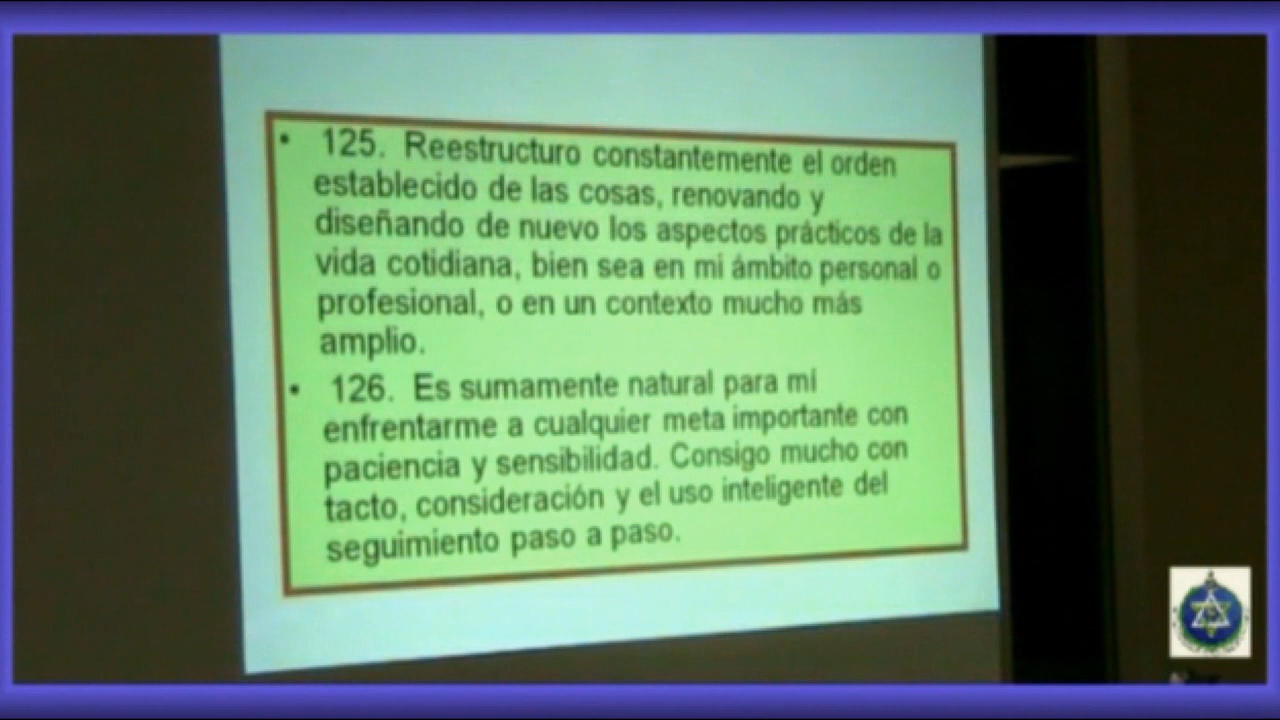 • 125. Reestructuro constantemente el orden
establecido de las cosas, renovando y
diseñando de nuevo los aspectos prácticos de la
vida cotidiana, bien sea en mi ámbito personal o
profesional, o en un contexto mucho más
amplio.
• 126. Es sumamente natural para mí
enfrentarme a cualquier meta importante con
paciencia y sensibilidad. Consigo mucho con
tacto, consideración y el uso inteligente del
seguimiento paso a paso.